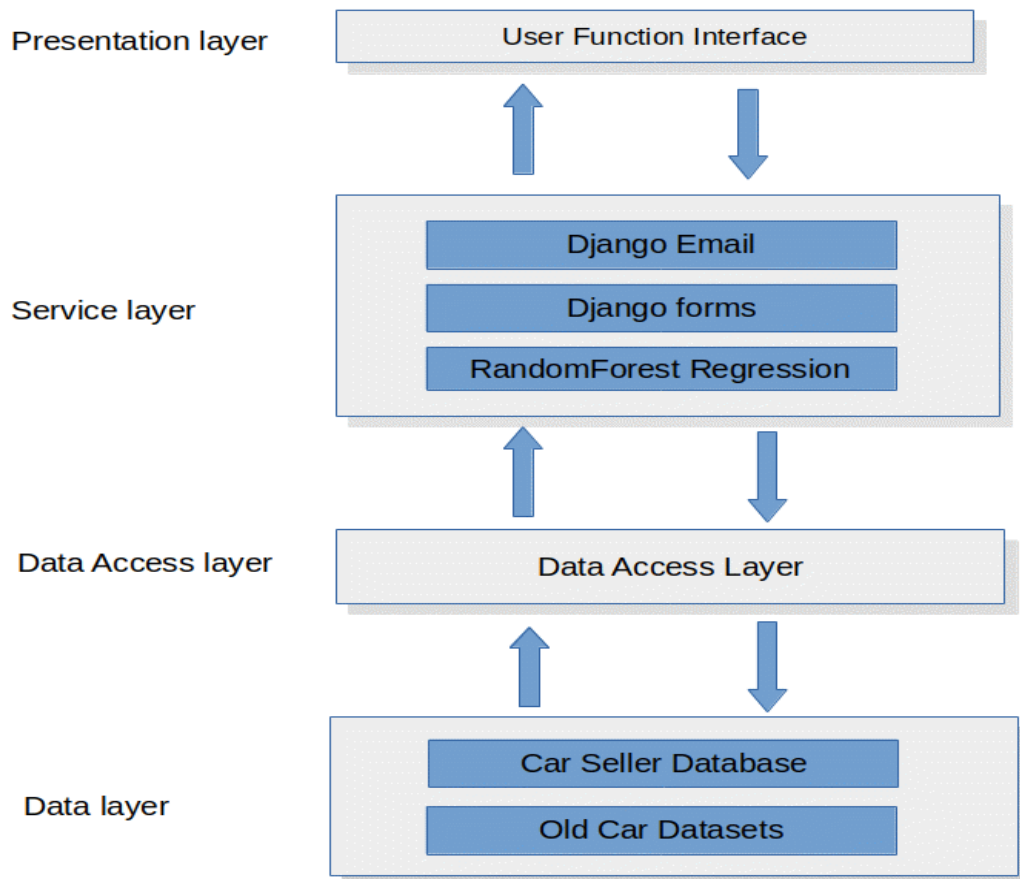 Presentation layer
User Function Interface
Service layer
Django Email
Django forms
RandomForest Regression
Data Access layer
Data Access Layer
Data layer
Car Seller Database
Old Car Datasets